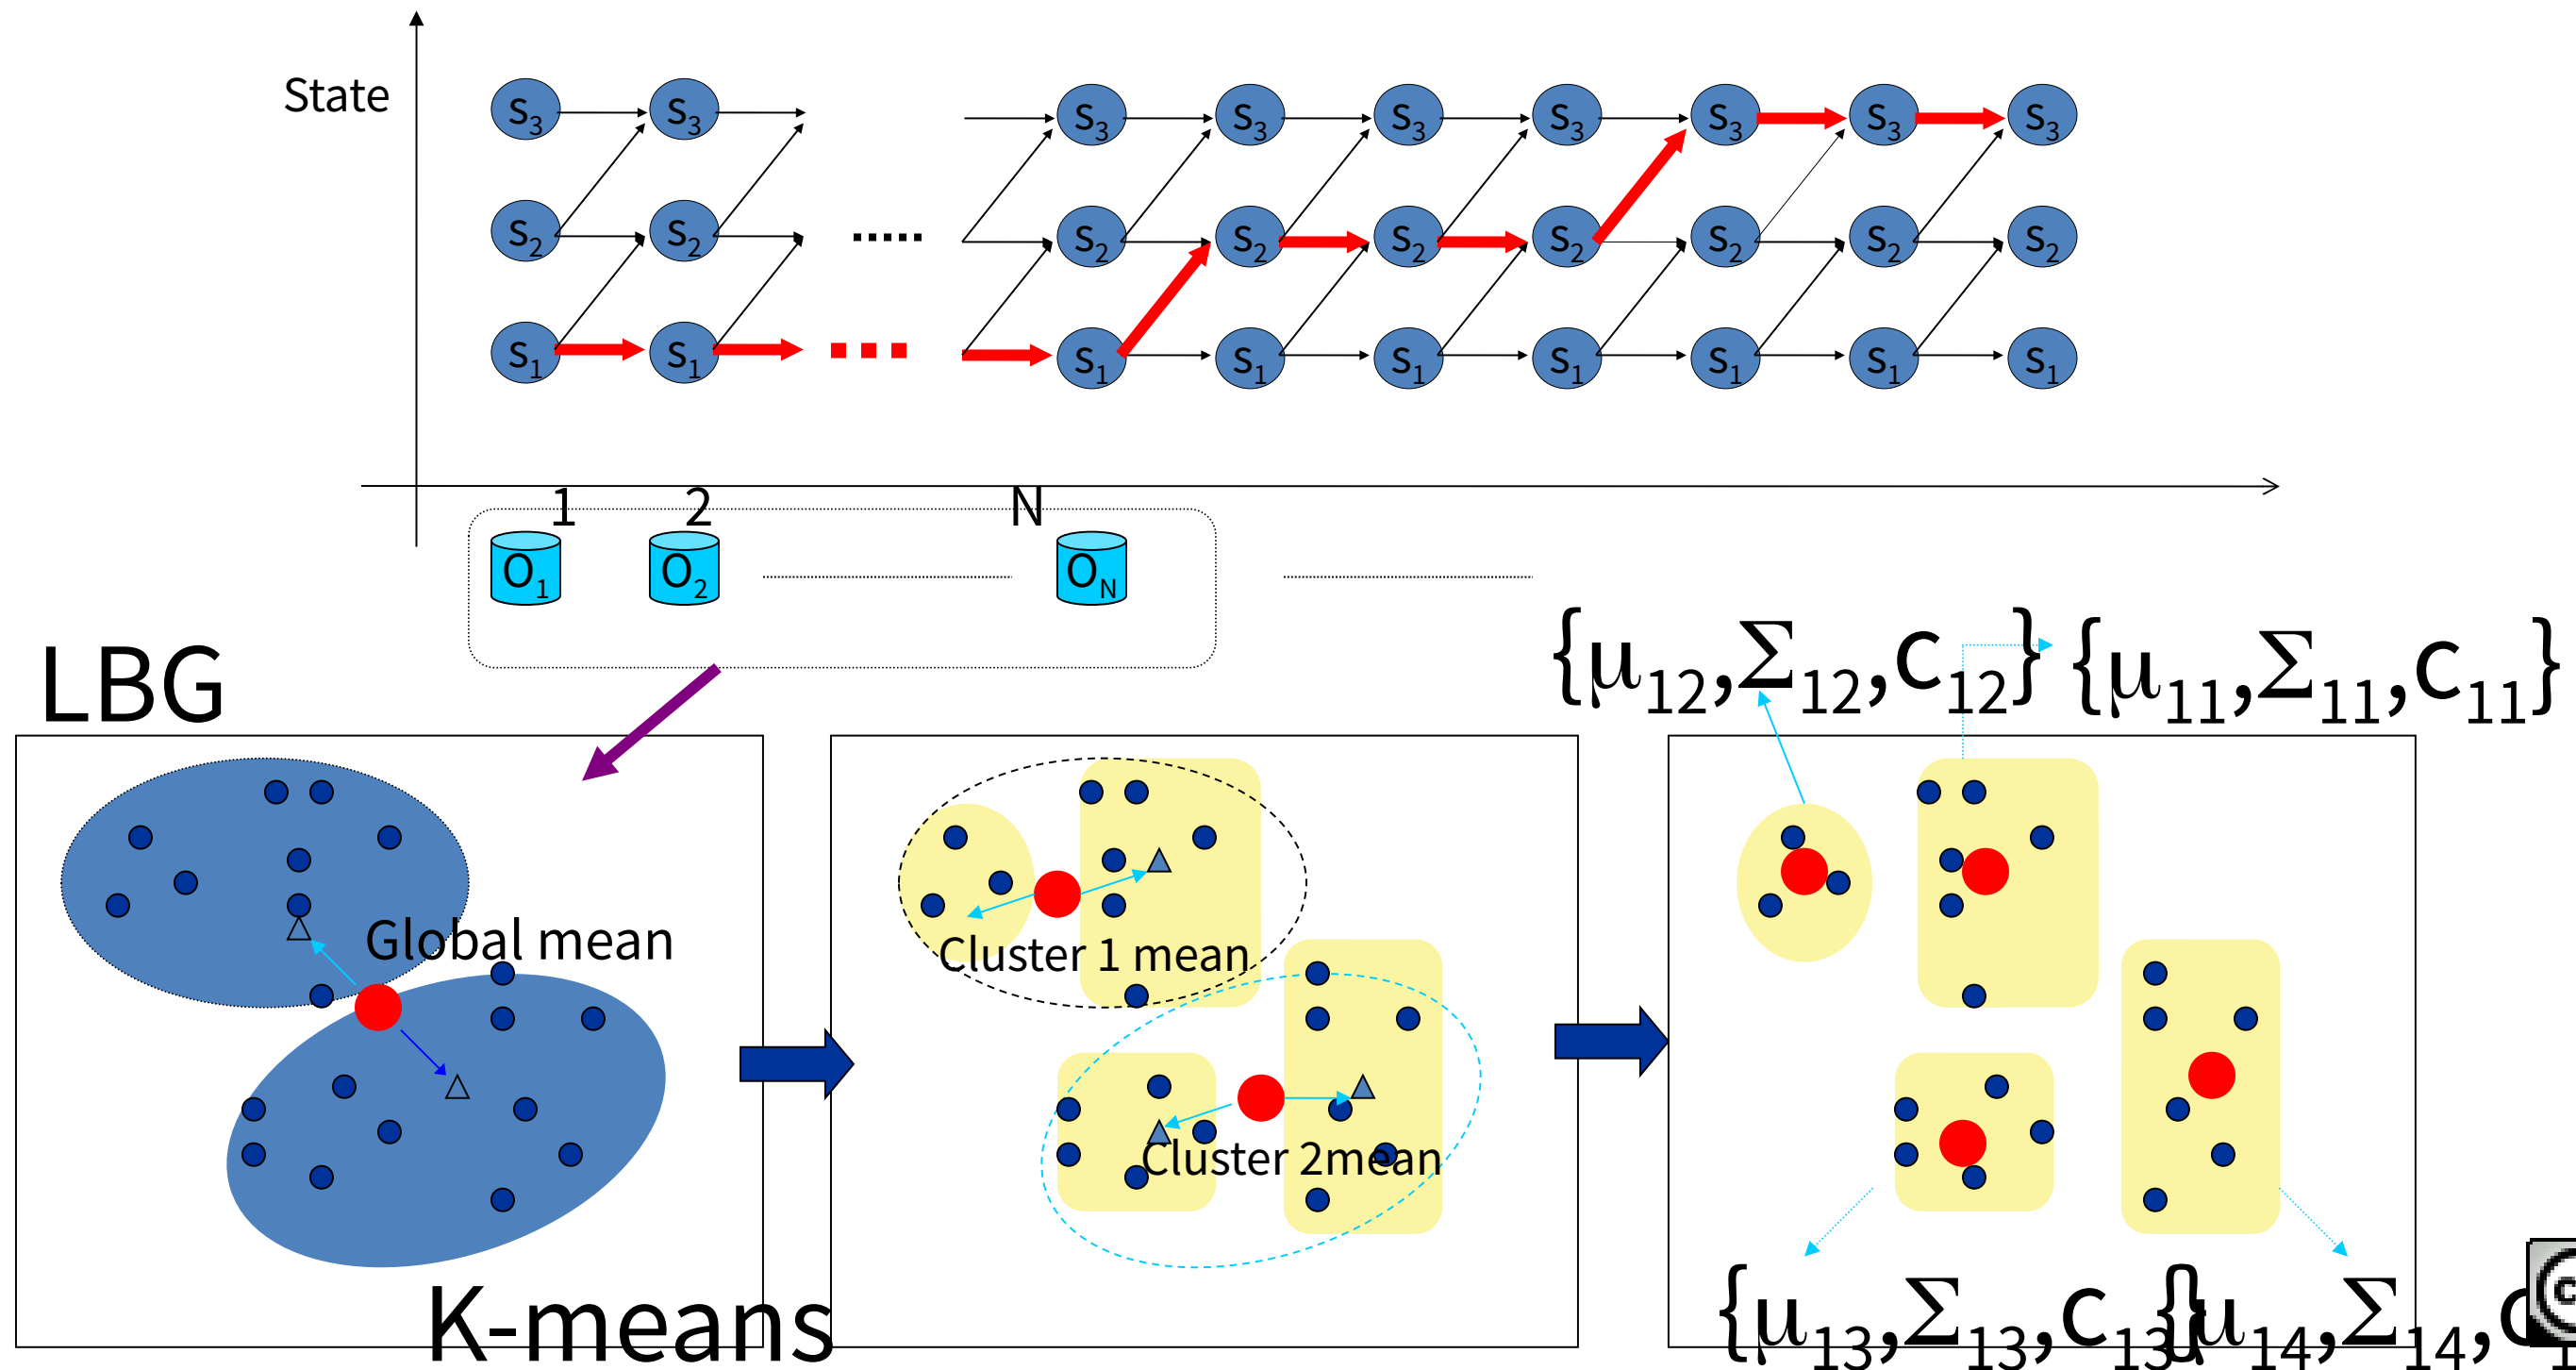 State
s3 s3 s3 s3 s3 s3 s3 s3 s3
s2 s2 s2 s2 s2 s2 s2 s2 s2
s1 s1 s1 s1 s1 s1 s1 s1 s1
1 2 N
O1 O2 ON
LBG
{μ12,Σ12,c12} {μ11,Σ11,c11}
Global mean
Cluster 1 mean
Cluster 2mean
K-means
{μ13,Σ13,c13} {μ14,Σ14,c